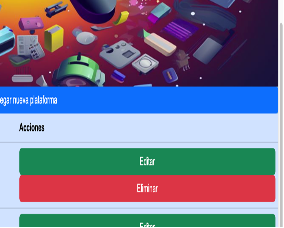 egar nueva plataforma
Acciones
Editar
Eliminar
Editar